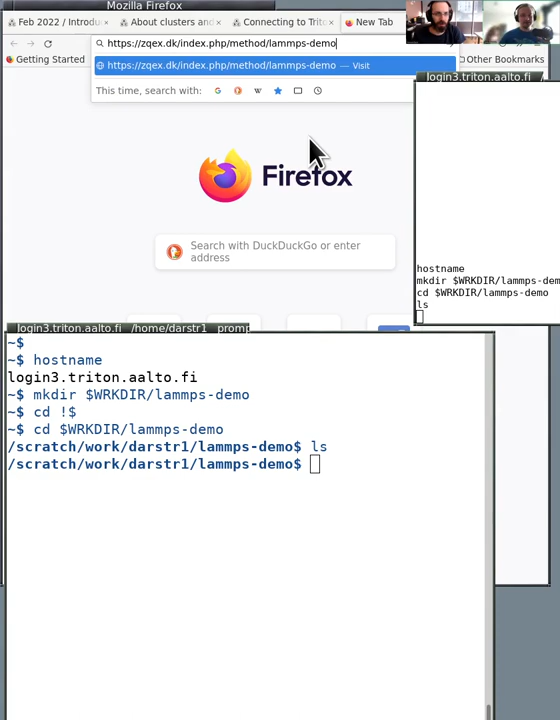 Mozilla Firefox
Feb 2022 / Introdu
About clusters and
Connecting to Trito
New Tab
https://zqex.dk/index.php/method/lammps-demo
Getting Started
https://zqex.dk/index.php/method/lammps-demo — Visit
Other Bookmarks
This time, search with:
login3.triton.aalto.fi /
Firefox
Search with DuckDuckGo or enter
address
hostname
mkdir $WRKDIR/lammps-dem
cd $WRKDIR/lammps-demo
ls
login3.triton.aalto.fi /home/darstr1 promp
~$
~$ hostname
login3.triton.aalto.fi
~$ mkdir $WRKDIR/lammps-demo
~$ cd !$
~$ cd $WRKDIR/lammps-demo
/scratch/work/darstr1/lammps-demo$ ls
/scratch/work/darstr1/lammps-demo$